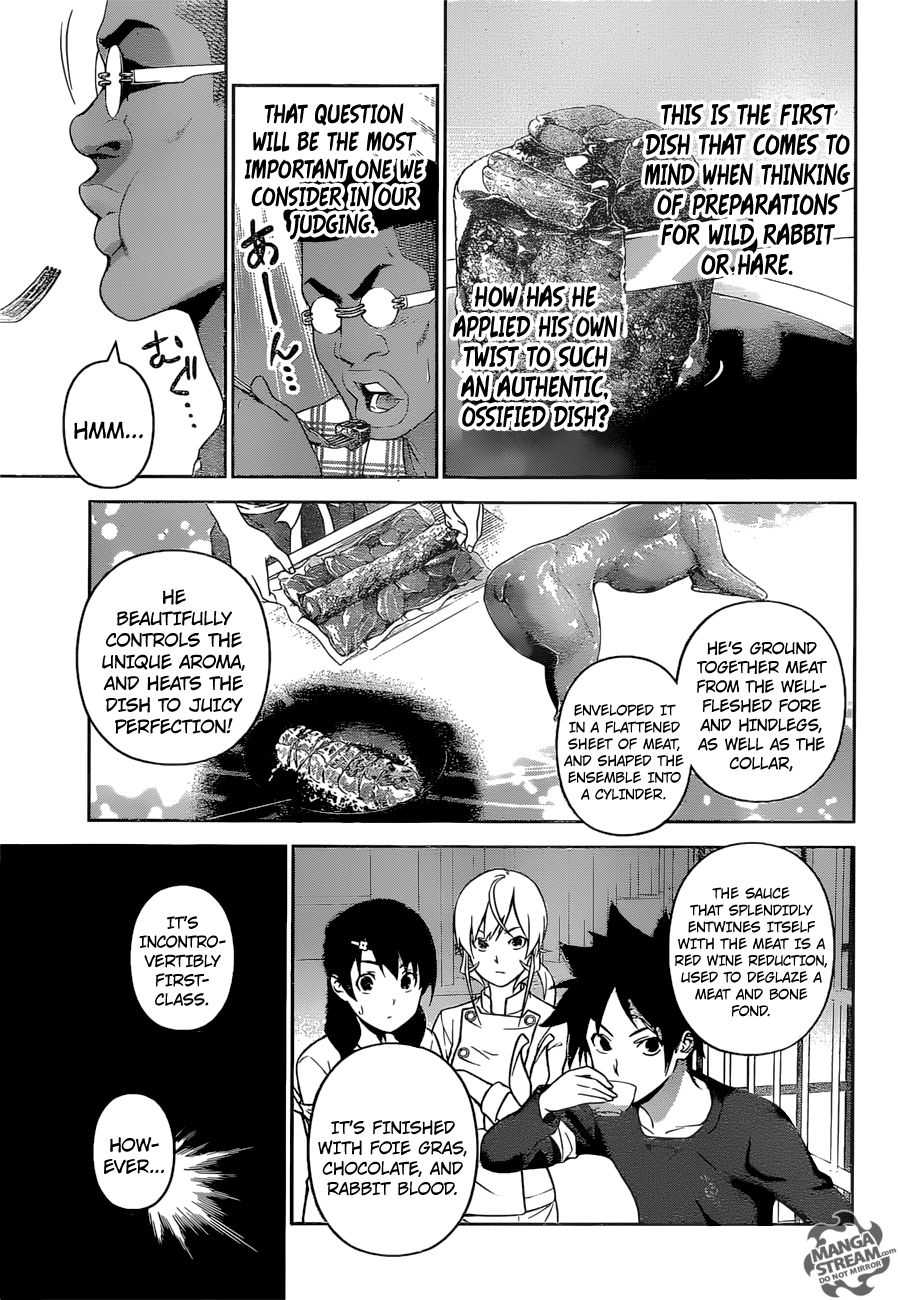 THIS IS THE FIRST
DISH THAT COMES TO
MIND WHEN THINKING
OF PREPARATIONS
FOR WILD RABBIT
OR HARE.
HOW HAS HE
APPLIED HIS OWN
TWIST TO SUCH
AN AUTHENTIC,
OSSIFIED DISH?
THAT QUESTION
WILL BE THE MOST
IMPORTANT ONE WE
CONSIDER IN OUR
JUDGING.
あーん…
むぐ…
HMM...
HE'S GROUND
TOGETHER MEAT
FROM THE WELL-
FLESHED FORE
AND HINDLEGS,
AS WELL AS THE
COLLAR,
ENVELOPED IT
IN A FLATTENED
SHEET OF MEAT,
AND SHAPED THE
ENSEMBLE INTO
A CYLINDER.
HE
BEAUTIFULLY
CONTROLS THE
UNIQUE AROMA,
AND HEATS THE
DISH TO JUICY
PERFECTION!
THE SAUCE
THAT SPLENDIDLY
ENTWINES ITSELF
WITH THE MEAT IS A
RED WINE REDUCTION,
USED TO DEGLAZE A
MEAT AND BONE
FOND.
IT'S FINISHED
WITH FOIE GRAS,
CHOCOLATE, AND
RABBIT BLOOD.
IT'S
INCONTRO-
VERTIBLY
FIRST-
CLASS.
HOW-
EVER...
MANGA
STREAM.com
DO NOT MIRROR!